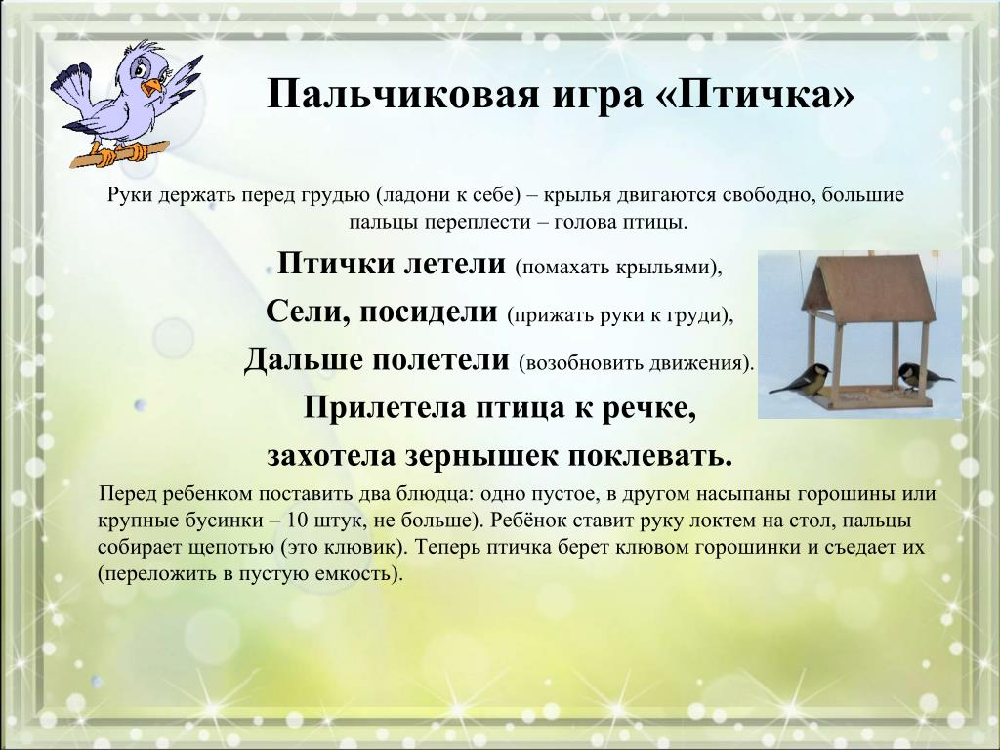 Пальчиковая игра «Птичка»
Руки держать перед грудью (ладони к себе) – крылья двигаются свободно, большие
пальцы переплести – голова птицы.
Птички летели (помахать крыльями),
Сели, посидели (прижать руки к груди),
Дальше полетели (возобновить движения).
Прилетела птица к речке,
захотела зернышек поклевать.
Перед ребенком поставить два блюдца: одно пустое, в другом насыпаны горошины или
крупные бусинки – 10 штук, не больше). Ребёнок ставит руку локтем на стол, пальцы
собирает щепотью (это клювик). Теперь птичка берет клювом горошинки и съедает их
(переложить в пустую емкость).